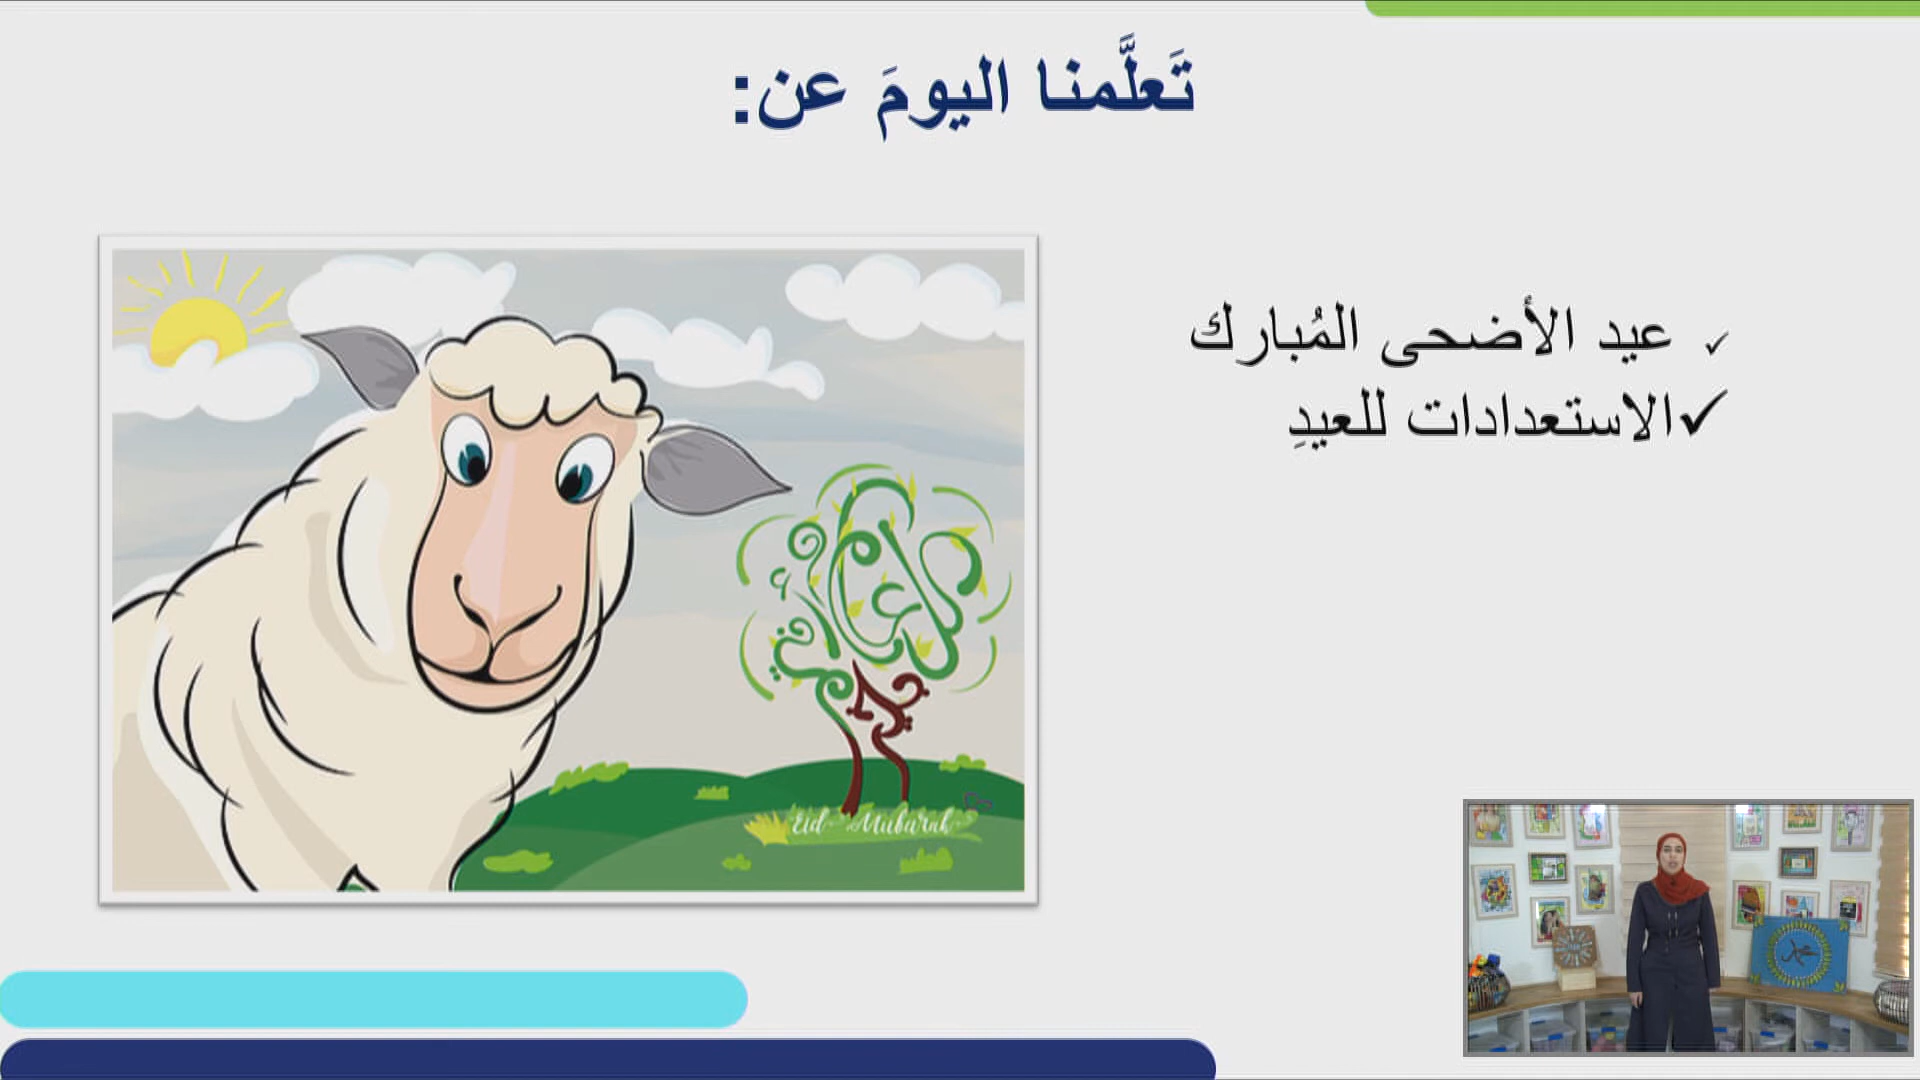 تَعلَّمنا اليومَ عن:
✓ عيد الأضحى المُبارك
✓الاستعدادات للعيدِ
Eid Mubarak